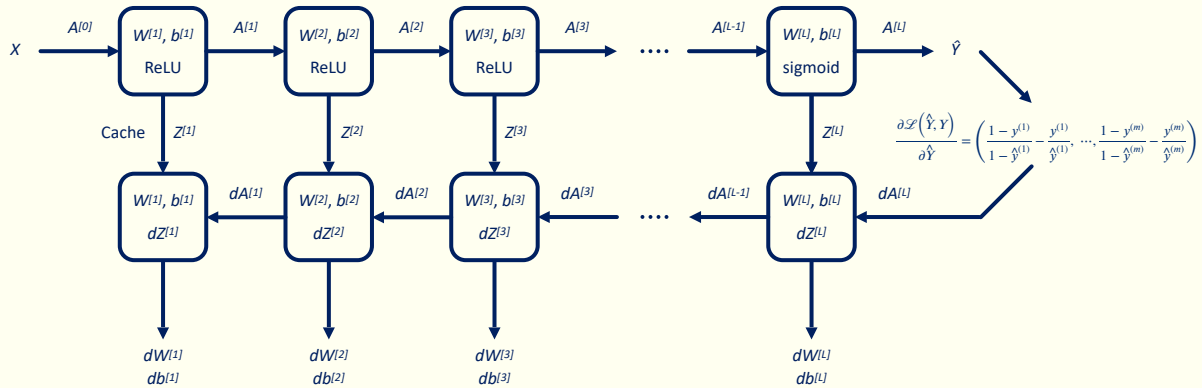 X A[0] W[1], b[1] A[1] W[2], b[2] A[2] W[3], b[3] A[3] ···· A[L-1] W[L], b[L] A[L] Ŷ
ReLU ReLU ReLU sigmoid
Cache Z[1] Z[2] Z[3] Z[L]
∂ℒ(Ŷ, Y)/∂Ŷ = ((1 − y(1))/(1 − ŷ(1)) − y(1)/ŷ(1), ⋯, (1 − y(m))/(1 − ŷ(m)) − y(m)/ŷ(m))
W[1], b[1] dA[1] W[2], b[2] dA[2] W[3], b[3] dA[3] ···· dA[L-1] W[L], b[L] dA[L]
dZ[1] dZ[2] dZ[3] dZ[L]
dW[1] dW[2] dW[3] dW[L]
db[1] db[2] db[3] db[L]